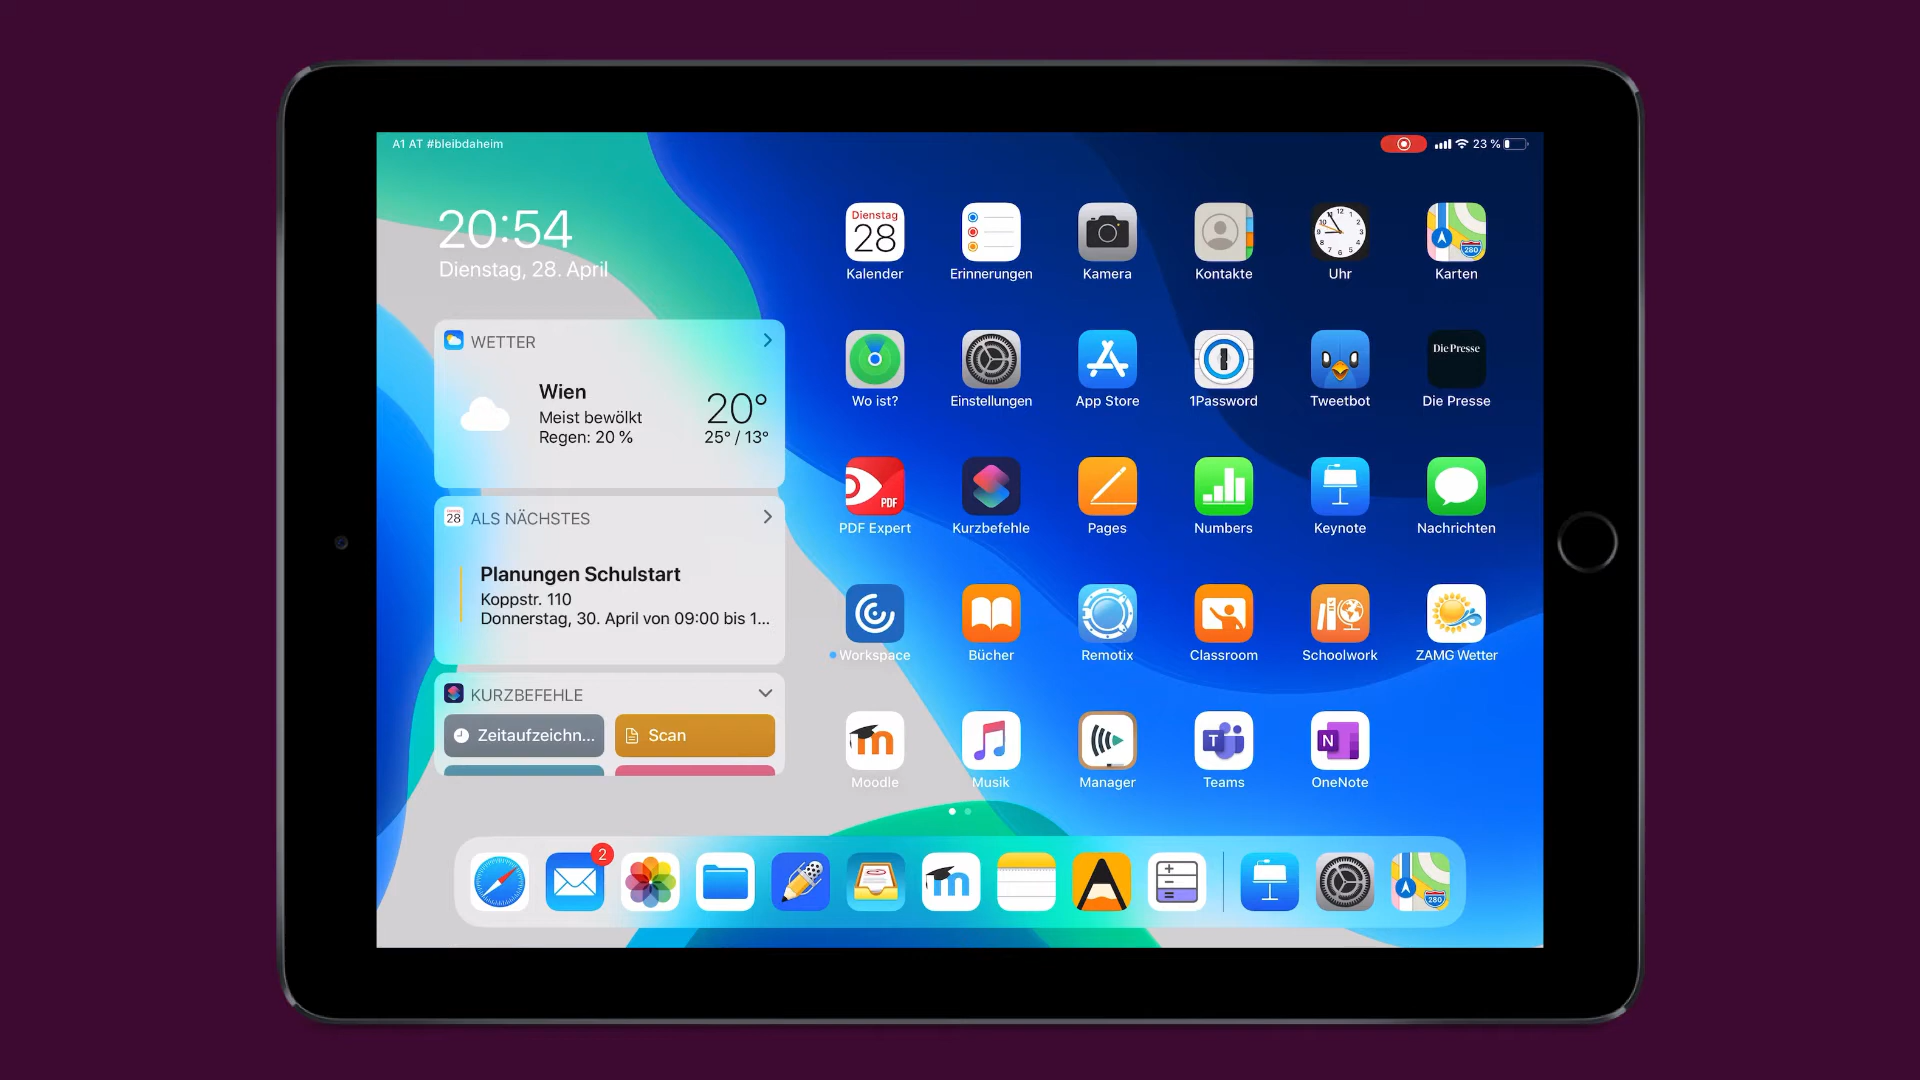 A1 AT #bleibdaheim
23 %
20:54
Dienstag, 28. April
WETTER
Wien
Meist bewölkt
Regen: 20 %
20°
25° / 13°
28
ALS NÄCHSTES
Planungen Schulstart
Koppstr. 110
Donnerstag, 30. April von 09:00 bis 1...
KURZBEFEHLE
Zeitaufzeichn...
Scan
Dienstag
28
Kalender
Erinnerungen
Kamera
Kontakte
Uhr
280
Karten
Wo ist?
Einstellungen
App Store
1Password
Tweetbot
Die Presse
Die Presse
PDF
PDF Expert
Kurzbefehle
Pages
Numbers
Keynote
Nachrichten
Workspace
Bücher
Remotix
Classroom
Schoolwork
ZAMG Wetter
m
Moodle
Musik
Manager
T
Teams
N
OneNote
2
m
280